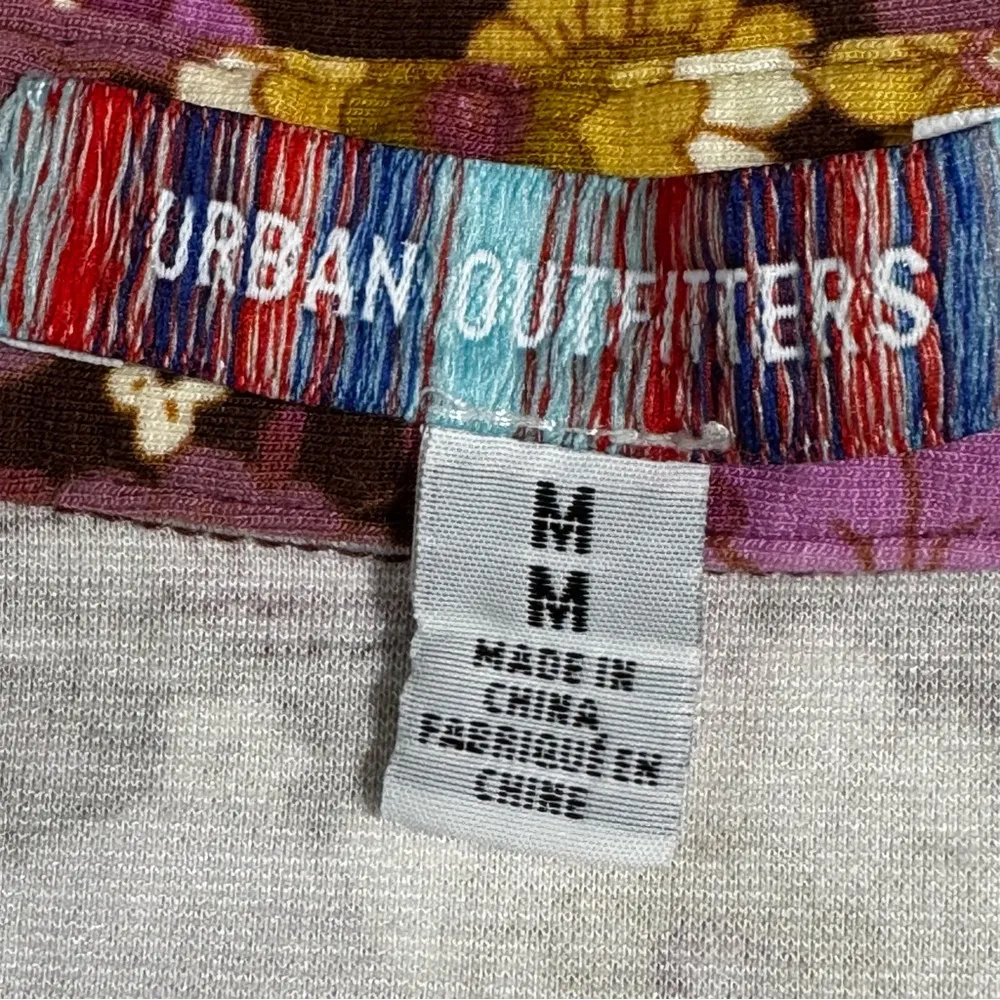 URBAN OUTFITTERS
M
M
MADE IN
CHINA
FABRIQUÉ EN
CHINE